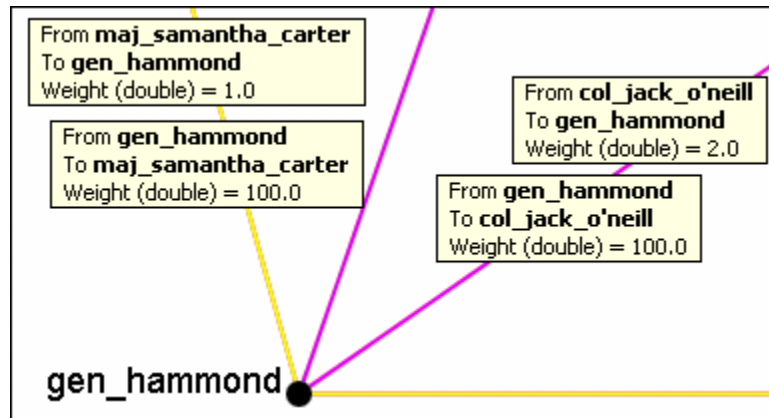 From maj_samantha_carter
To gen_hammond
Weight (double) = 1.0
From gen_hammond
To maj_samantha_carter
Weight (double) = 100.0
From col_jack_o'neill
To gen_hammond
Weight (double) = 2.0
From gen_hammond
To col_jack_o'neill
Weight (double) = 100.0
gen_hammond